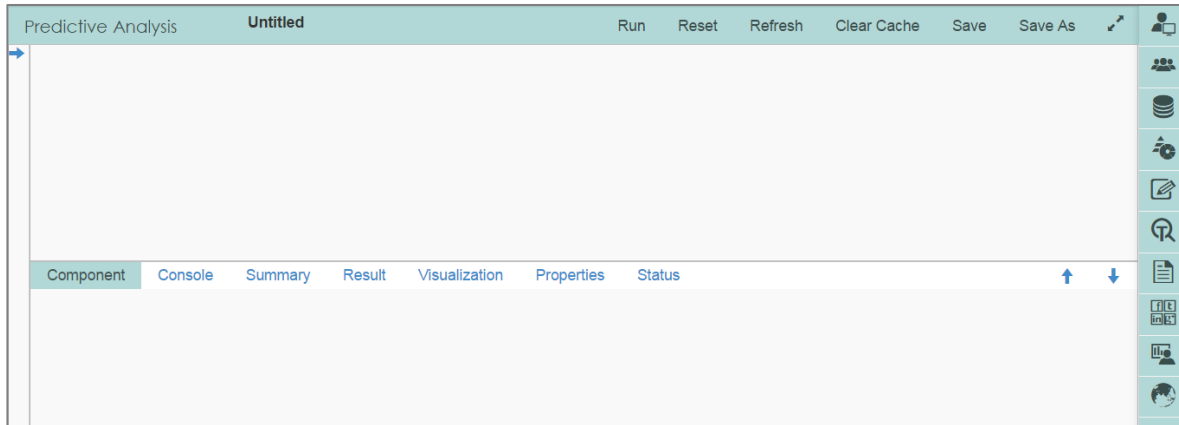 Predictive Analysis Untitled Run Reset Refresh Clear Cache Save Save As
Component Console Summary Result Visualization Properties Status